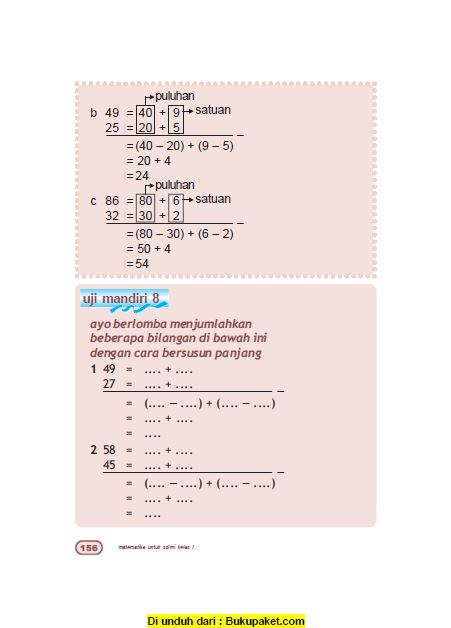 puluhan
b 49 = 40 + 9 satuan
25 = 20 + 5 –
= (40 – 20) + (9 – 5)
= 20 + 4
= 24
puluhan
c 86 = 80 + 6 satuan
32 = 30 + 2 –
= (80 – 30) + (6 – 2)
= 50 + 4
= 54
uji mandiri 8
ayo berlomba menjumlahkan
beberapa bilangan di bawah ini
dengan cara bersusun panjang
1 49 = .... + ....
27 = .... + .... –
= (.... – ....) + (.... – ....)
= .... + ....
= ....
2 58 = .... + ....
45 = .... + .... –
= (.... – ....) + (.... – ....)
= .... + ....
= ....
156 matematika untuk sd/mi kelas I
Di unduh dari : Bukupaket.com